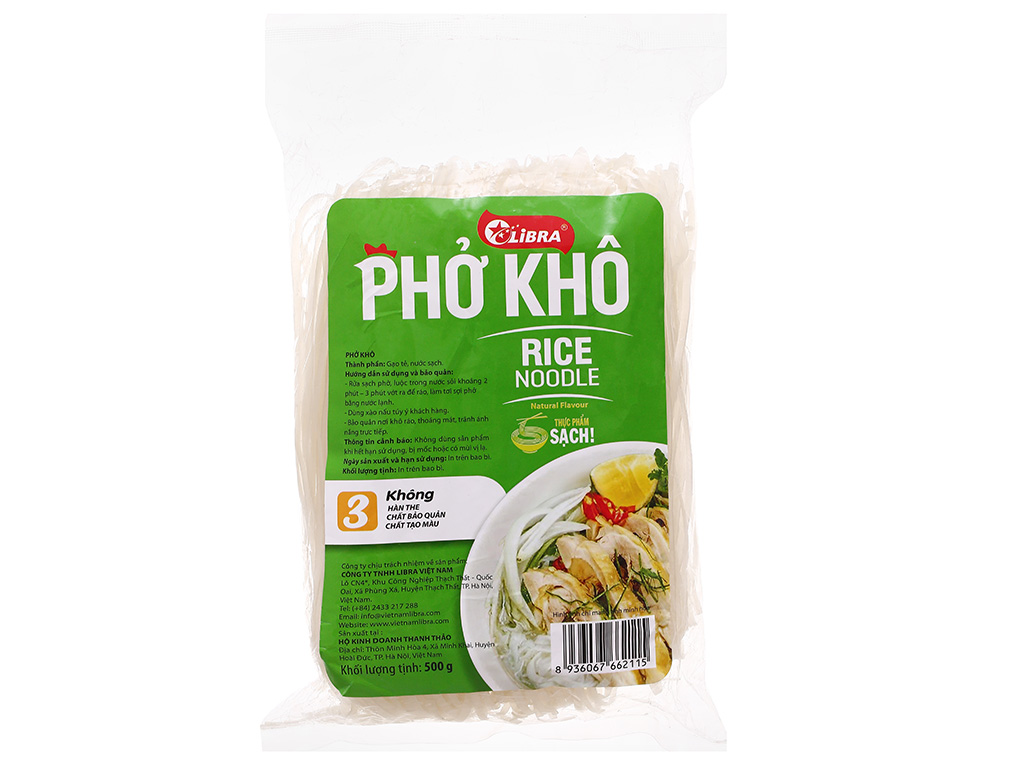 LiBRA®
PHỞ KHÔ
RICE
NOODLE
Natural Flavour
THỰC PHẨM
SẠCH!
PHỞ KHÔ
Thành phần: Gạo tẻ, nước sạch.
Hướng dẫn sử dụng và bảo quản:
- Rửa sạch phở, luộc trong nước sôi khoảng 2
phút – 3 phút vớt ra để ráo, làm tơi sợi phở
bằng nước lạnh.
- Dùng xào nấu tùy ý khách hàng.
- Bảo quản nơi khô ráo, thoáng mát, tránh ánh
nắng trực tiếp.
Thông tin cảnh báo: Không dùng sản phẩm
khi hết hạn sử dụng, bị mốc hoặc có mùi vị lạ.
Ngày sản xuất và hạn sử dụng: In trên bao bì.
Khối lượng tịnh: In trên bao bì.
3 Không
HÀN THE
CHẤT BẢO QUẢN
CHẤT TẠO MÀU
Công ty chịu trách nhiệm về sản phẩm:
CÔNG TY TNHH LIBRA VIỆT NAM
Lô CN4*, Khu Công Nghiệp Thạch Thất - Quốc
Oai, Xã Phùng Xá, Huyện Thạch Thất, TP. Hà Nội,
Việt Nam.
Tel: (+84) 2433 217 288
Email: info@vietnamlibra.com
Website: www.vietnamlibra.com
Sản xuất tại :
HỘ KINH DOANH THANH THẢO
Địa chỉ: Thôn Minh Hòa 4, Xã Minh Khai, Huyện
Hoài Đức, TP. Hà Nội, Việt Nam
Khối lượng tịnh: 500 g
8 936067 662115